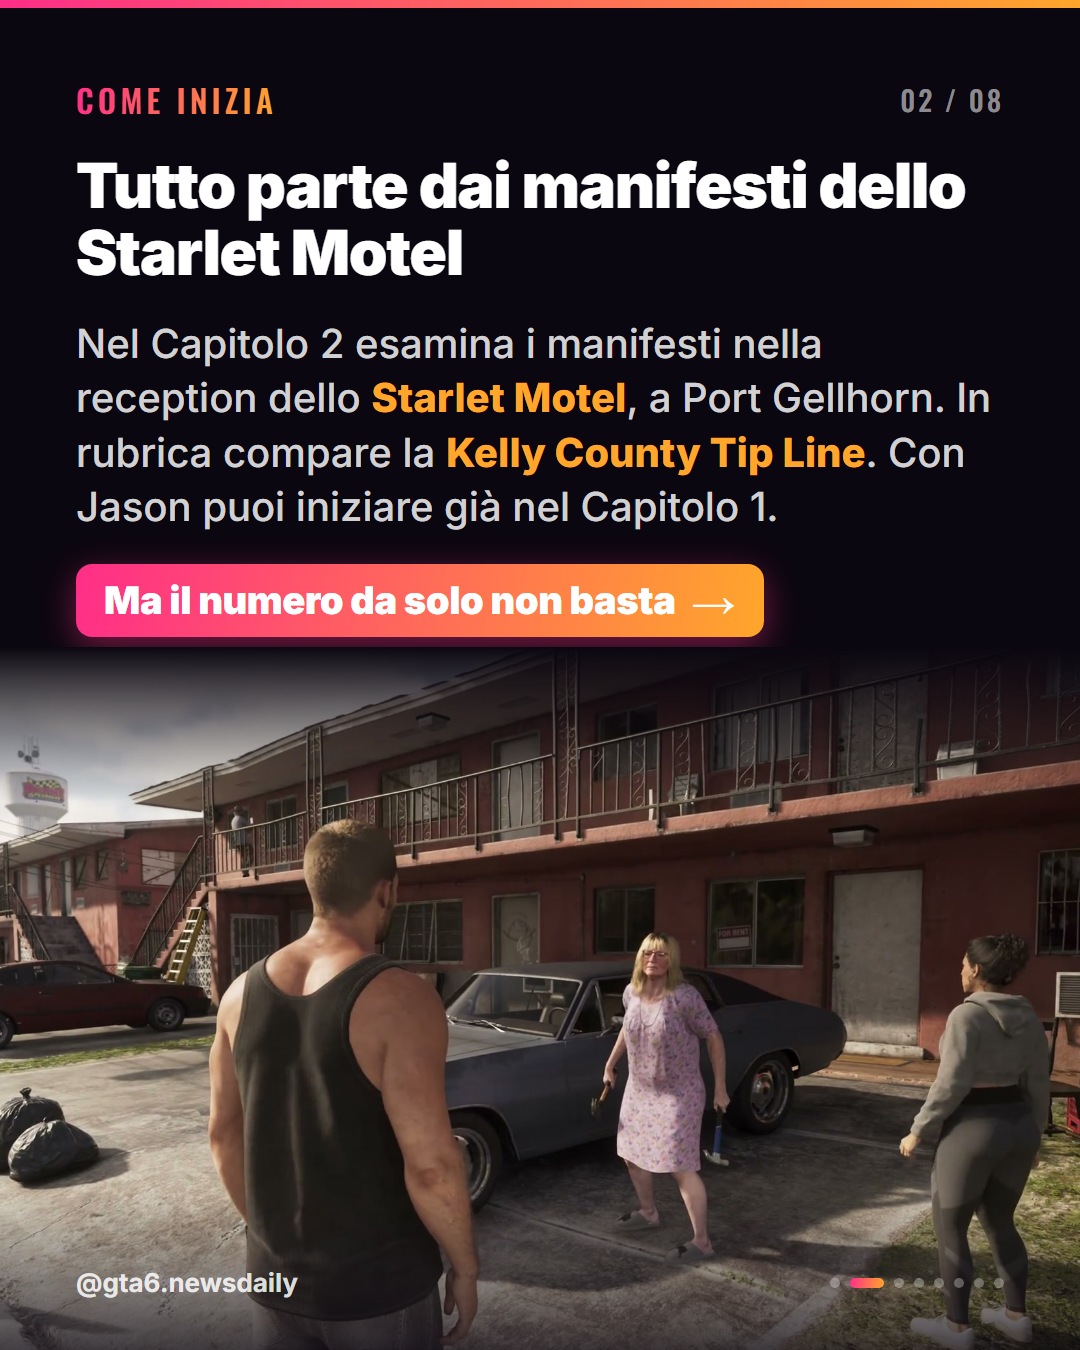 COME INIZIA
02 / 08
Tutto parte dai manifesti dello
Starlet Motel
Nel Capitolo 2 esamina i manifesti nella
reception dello Starlet Motel, a Port Gellhorn. In
rubrica compare la Kelly County Tip Line. Con
Jason puoi iniziare già nel Capitolo 1.
Ma il numero da solo non basta →
FOR RENT
@gta6.newsdaily